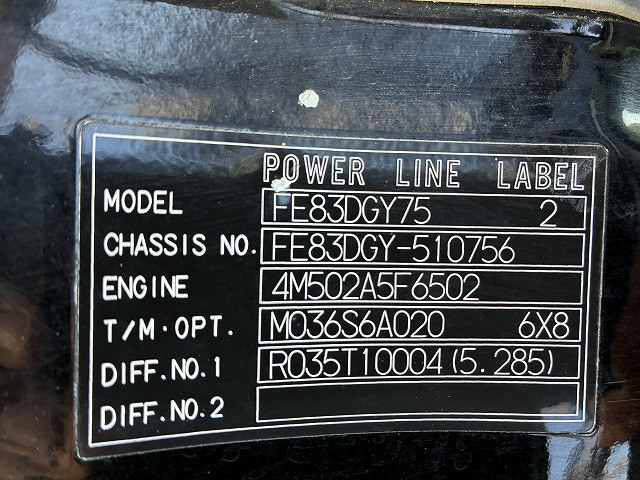 POWER LINE LABEL
MODEL FE83DGY75 2
CHASSIS NO. FE83DGY-510756
ENGINE 4M502A5F6502
T/M·OPT. M036S6A020 6X8
DIFF.NO.1 R035T10004(5.285)
DIFF.NO.2